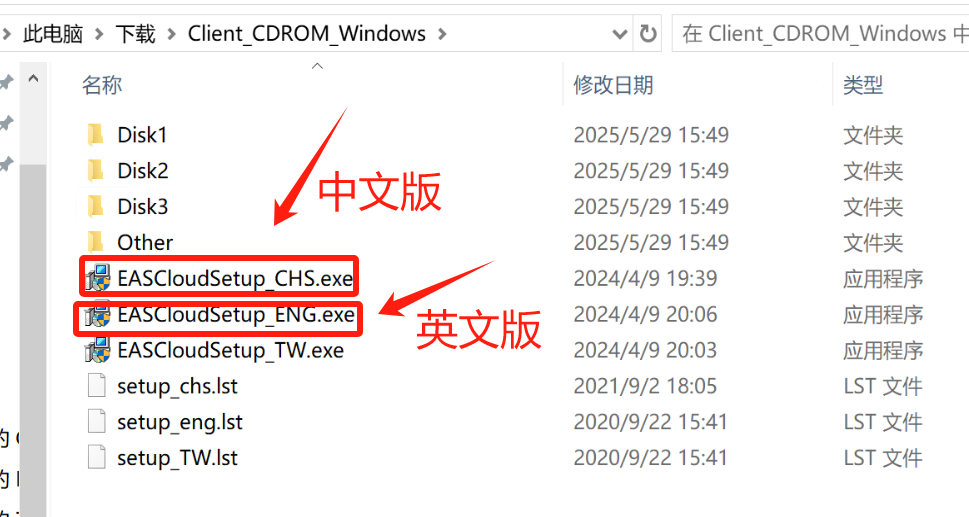 此电脑 > 下载 > Client_CDROM_Windows >
在 Client_CDROM_Windows 中
名称 修改日期 类型
Disk1 2025/5/29 15:49 文件夹
Disk2 2025/5/29 15:49 文件夹
中文版
Disk3 2025/5/29 15:49 文件夹
Other 2025/5/29 15:49 文件夹
EASCloudSetup_CHS.exe 2024/4/9 19:39 应用程序
EASCloudSetup_ENG.exe 2024/4/9 20:06 应用程序
英文版
EASCloudSetup_TW.exe 2024/4/9 20:03 应用程序
setup_chs.lst 2021/9/2 18:05 LST 文件
setup_eng.lst 2020/9/22 15:41 LST 文件
的
setup_TW.lst 2020/9/22 15:41 LST 文件
的